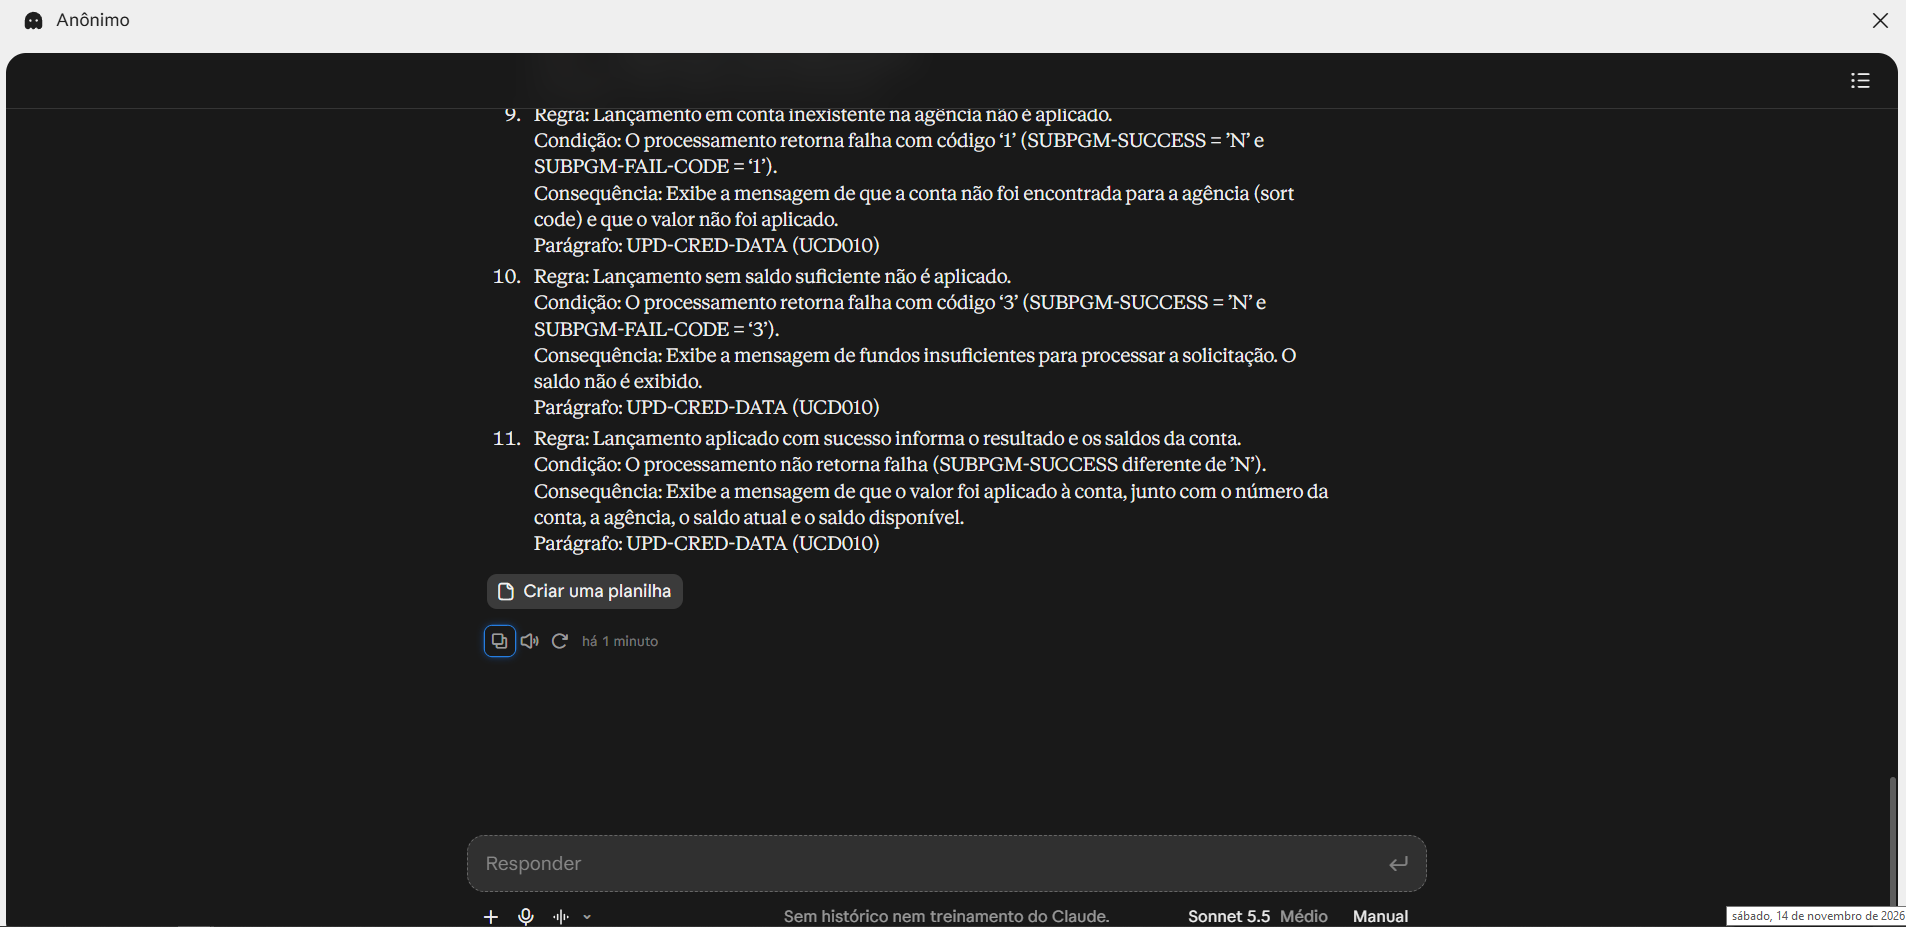 Anônimo
9. Regra: Lançamento em conta inexistente na agência não é aplicado.
Condição: O processamento retorna falha com código ‘1’ (SUBPGM-SUCCESS = ’N’ e
SUBPGM-FAIL-CODE = ‘1’).
Consequência: Exibe a mensagem de que a conta não foi encontrada para a agência (sort
code) e que o valor não foi aplicado.
Parágrafo: UPD-CRED-DATA (UCD010)
10. Regra: Lançamento sem saldo suficiente não é aplicado.
Condição: O processamento retorna falha com código ‘3’ (SUBPGM-SUCCESS = ’N’ e
SUBPGM-FAIL-CODE = ‘3’).
Consequência: Exibe a mensagem de fundos insuficientes para processar a solicitação. O
saldo não é exibido.
Parágrafo: UPD-CRED-DATA (UCD010)
11. Regra: Lançamento aplicado com sucesso informa o resultado e os saldos da conta.
Condição: O processamento não retorna falha (SUBPGM-SUCCESS diferente de ’N’).
Consequência: Exibe a mensagem de que o valor foi aplicado à conta, junto com o número da
conta, a agência, o saldo atual e o saldo disponível.
Parágrafo: UPD-CRED-DATA (UCD010)
Criar uma planilha
há 1 minuto
Responder
Sem histórico nem treinamento do Claude.
Sonnet 5.5 Médio
Manual
sábado, 14 de novembro de 2026